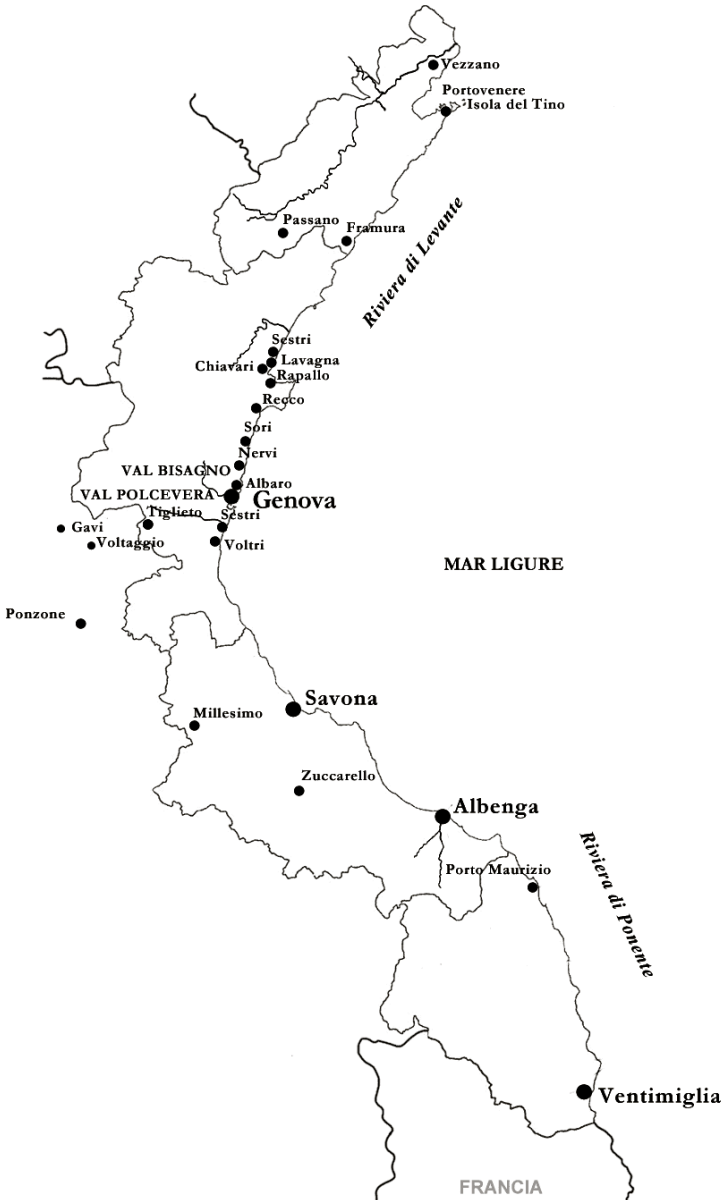 Vezzano
Portovenere
Isola del Tino
Passano
Framura
Riviera di Levante
Sestri
Lavagna
Chiavari
Rapallo
Recco
Sori
Nervi
VAL BISAGNO
Albaro
VAL POLCEVERA
Genova
Tiglieto
Sestri
Gavi
Voltaggio
Voltri
MAR LIGURE
Ponzone
Savona
Millesimo
Zuccarello
Albenga
Porto Maurizio
Riviera di Ponente
Ventimiglia
FRANCIA